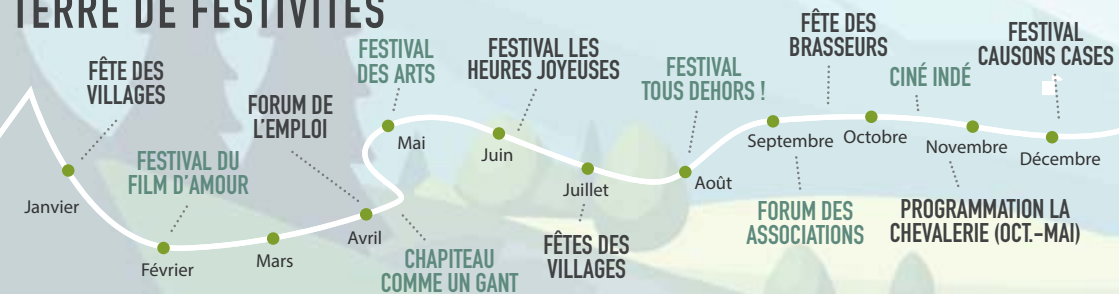 TERRE DE FESTIVITÉS
FÊTE DES
VILLAGES
Janvier
FESTIVAL DU
FILM D'AMOUR
Février
Mars
FORUM DE
L'EMPLOI
Avril
CHAPITEAU
COMME UN GANT
FESTIVAL
DES ARTS
Mai
FESTIVAL LES
HEURES JOYEUSES
Juin
Juillet
FÊTES DES
VILLAGES
FESTIVAL
TOUS DEHORS !
Août
Septembre
FORUM DES
ASSOCIATIONS
FÊTE DES
BRASSEURS
Octobre
CINÉ INDÉ
Novembre
PROGRAMMATION LA
CHEVALERIE (OCT.-MAI)
FESTIVAL
CAUSONS CASES
Décembre